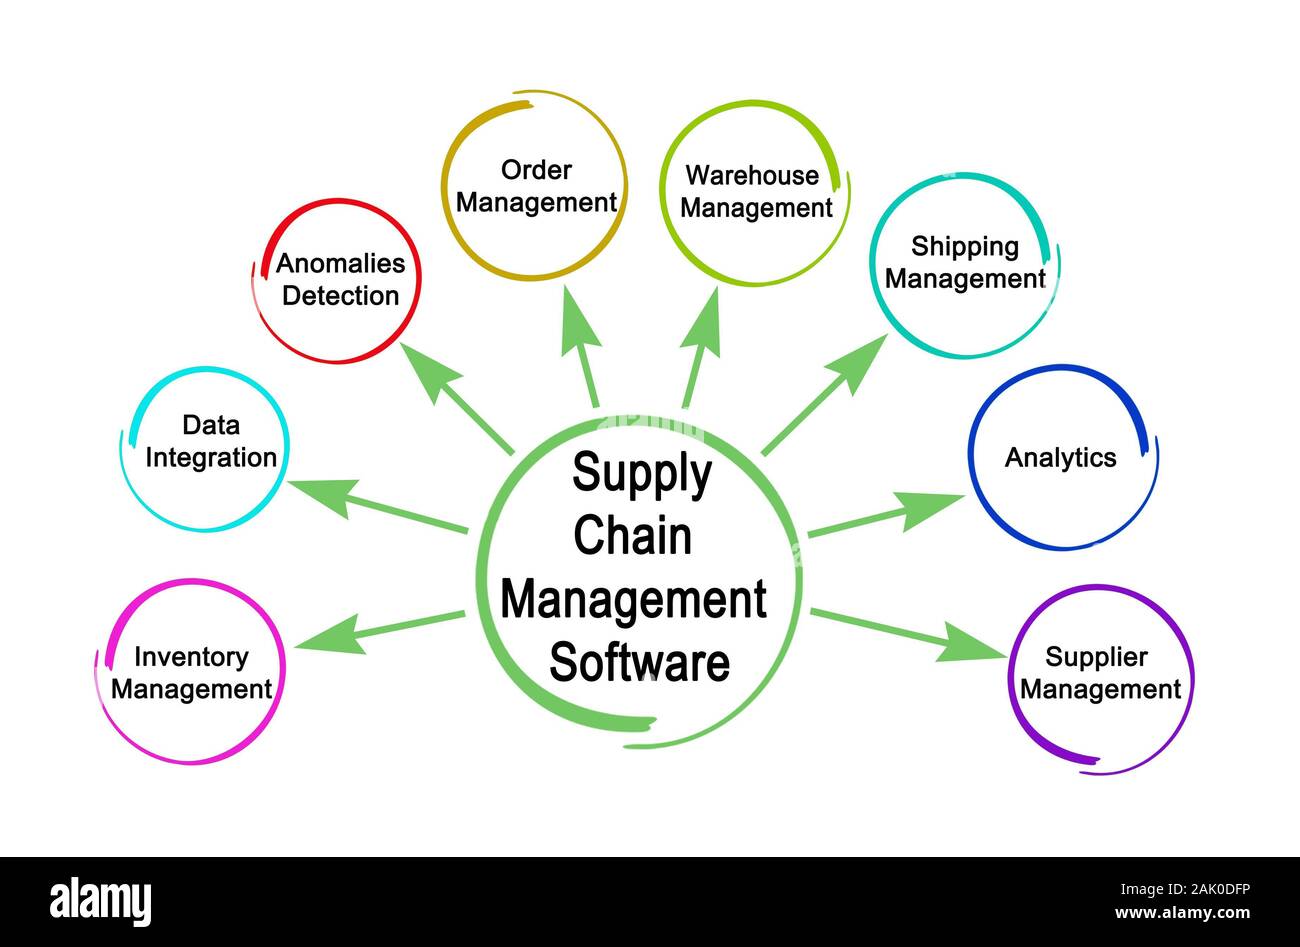 Order
Management
Warehouse
Management
Anomalies
Detection
Shipping
Management
Data
Integration
Analytics
Supply
Chain
Management
Software
Inventory
Management
Supplier
Management
alamy
Image ID: 2AK0DFP
www.alamy.com